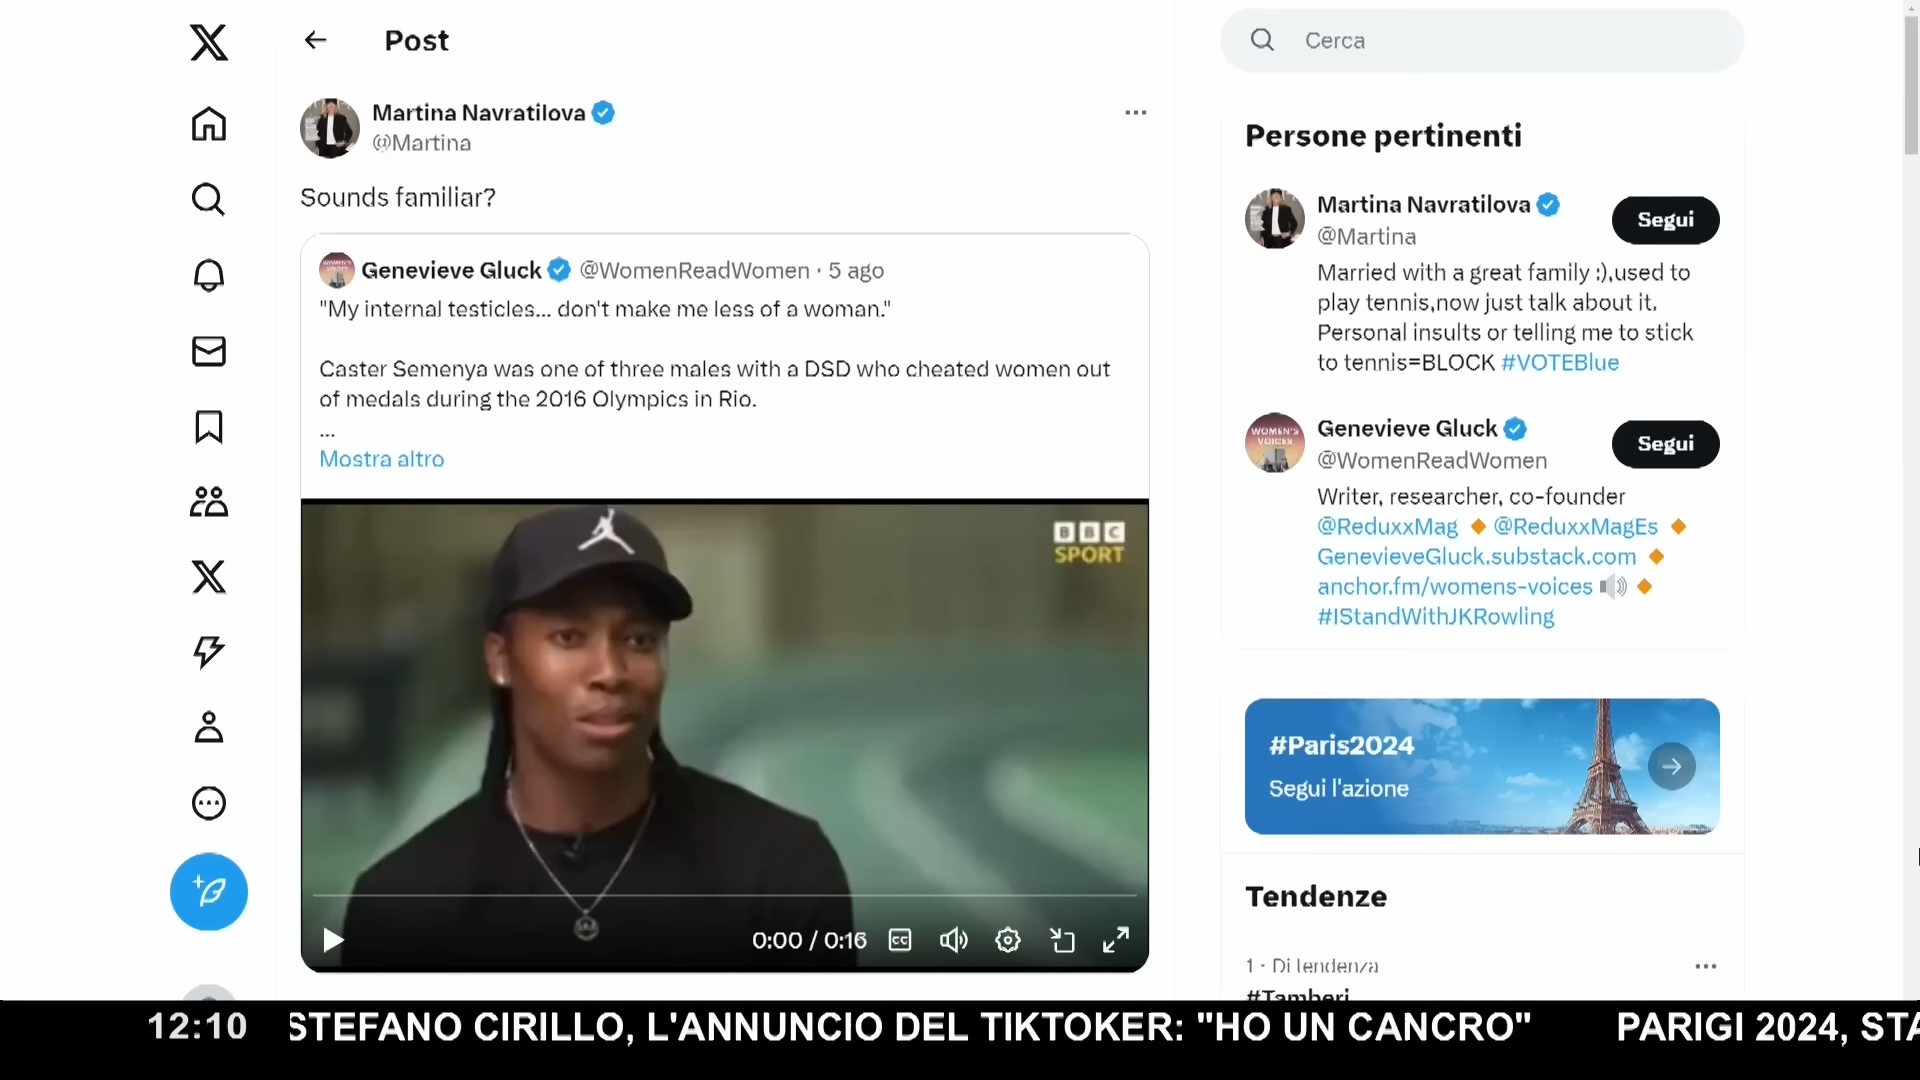 Post
Martina Navratilova
@Martina
Sounds familiar?
Genevieve Gluck @WomenReadWomen · 5 ago
"My internal testicles... don't make me less of a woman."
Caster Semenya was one of three males with a DSD who cheated women out
of medals during the 2016 Olympics in Rio.
...
Mostra altro
BBC
SPORT
0:00 / 0:16
CC
Cerca
Persone pertinenti
Martina Navratilova
@Martina
Segui
Married with a great family :),used to
play tennis,now just talk about it.
Personal insults or telling me to stick
to tennis=BLOCK #VOTEBlue
WOMEN'S
VOICES
Genevieve Gluck
@WomenReadWomen
Segui
Writer, researcher, co-founder
@ReduxxMag 🔸 @ReduxxMagEs 🔸
GenevieveGluck.substack.com 🔸
anchor.fm/womens-voices 🔊 🔸
#IStandWithJKRowling
#Paris2024
Segui l'azione
Tendenze
1 · Di tendenza
#Tamberi
12:10 STEFANO CIRILLO, L'ANNUNCIO DEL TIKTOKER: "HO UN CANCRO" PARIGI 2024, STA